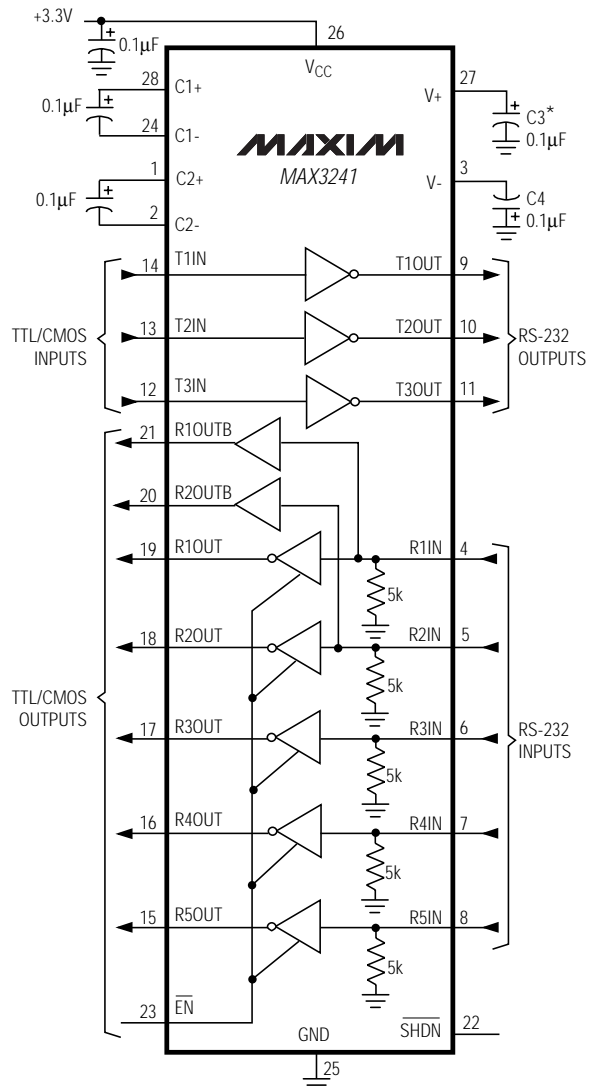 +3.3V
26
0.1μF
VCC
28
C1+
27
V+
0.1μF
C3*
0.1μF
24
C1-
MAXIM
MAX3241
1
C2+
3
V-
0.1μF
C4
0.1μF
2
C2-
14
T1IN
T1OUT
9
TTL/CMOS
INPUTS
13
T2IN
T2OUT
10
RS-232
OUTPUTS
12
T3IN
T3OUT
11
21
R1OUTB
20
R2OUTB
19
R1OUT
R1IN
4
5k
18
R2OUT
R2IN
5
5k
TTL/CMOS
OUTPUTS
17
R3OUT
R3IN
6
RS-232
INPUTS
5k
16
R4OUT
R4IN
7
5k
15
R5OUT
R5IN
8
5k
23
EN
GND
SHDN
22
25